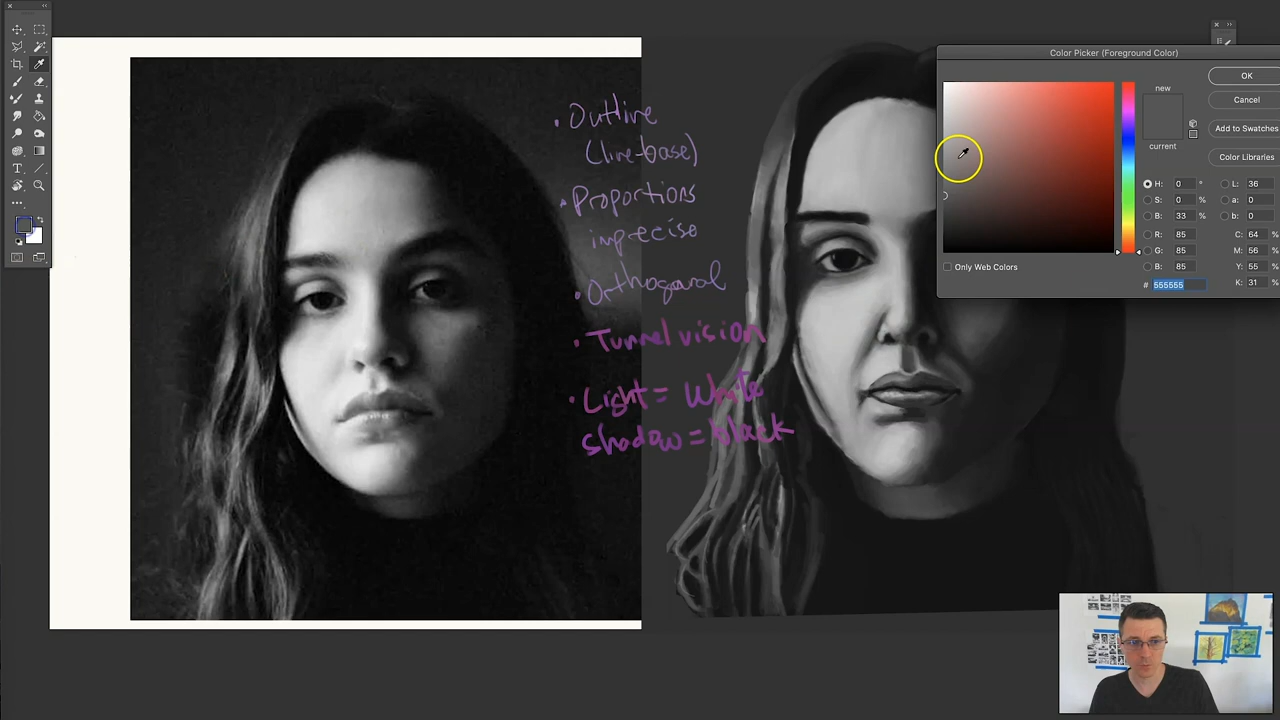 • Outline
(line-base)
• Proportions
imprecise
• Orthogonal
• Tunnel vision
• Light = White
shadow = black
Color Picker (Foreground Color)
new
current
OK
Cancel
Add to Swatches
Color Libraries
H: 0 °
S: 0 %
B: 33 %
R: 85
G: 85
B: 85
L: 36
a: 0
b: 0
C: 64 %
M: 56 %
Y: 55 %
K: 31 %
# 555555
Only Web Colors